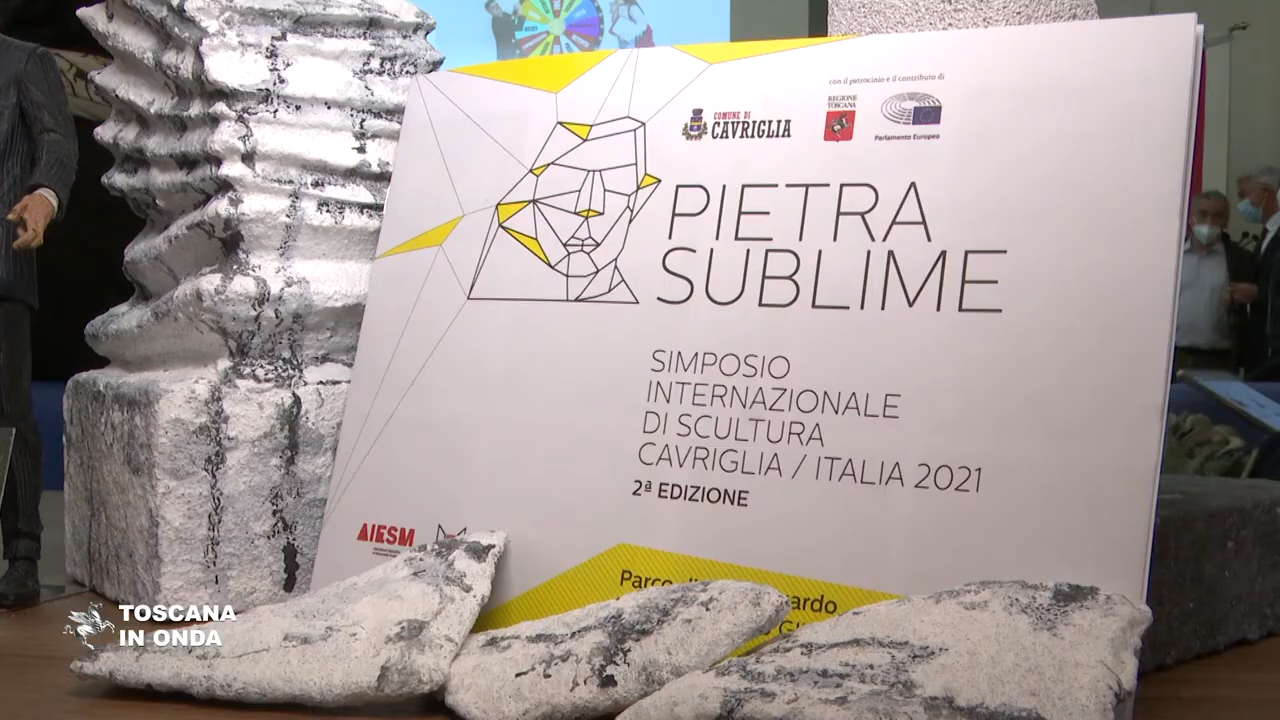 con il patrocinio e il contributo di
COMUNE DI
CAVRIGLIA
REGIONE
TOSCANA
Parlamento Europeo
PIETRA
SUBLIME
SIMPOSIO
INTERNAZIONALE
DI SCULTURA
CAVRIGLIA / ITALIA 2021
2ª EDIZIONE
AIESM
TOSCANA
IN ONDA